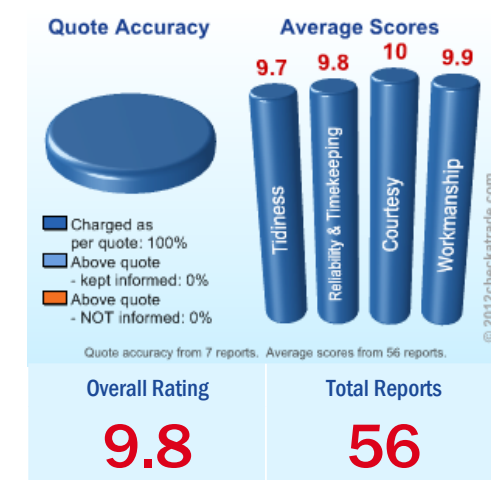 Quote Accuracy
Average Scores
9.7
9.8
10
9.9
Tidiness
Reliability & Timekeeping
Courtesy
Workmanship
Charged as
per quote: 100%
Above quote
- kept informed: 0%
Above quote
- NOT informed: 0%
© 2012checkatrade.com
Quote accuracy from 7 reports. Average scores from 56 reports.
Overall Rating
Total Reports
9.8
56